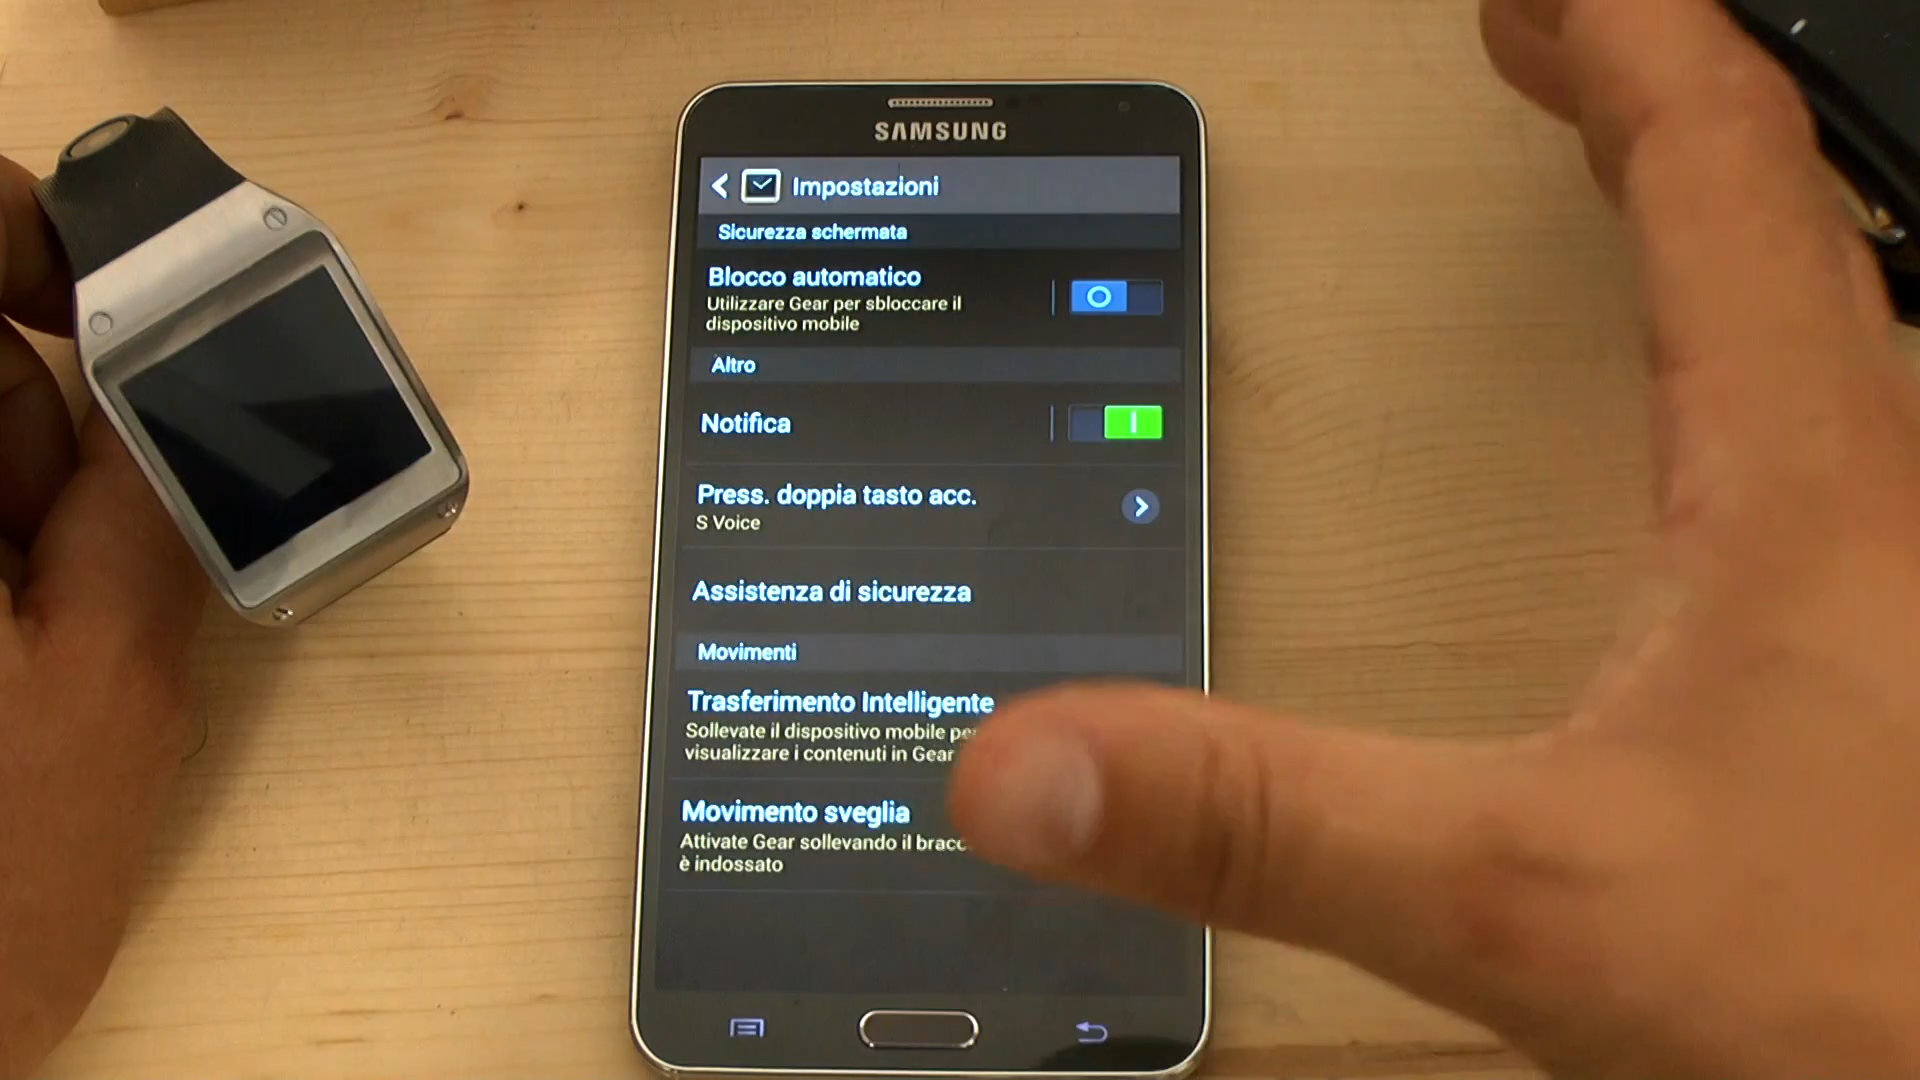 SAMSUNG
Impostazioni
Sicurezza schermata
Blocco automatico
Utilizzare Gear per sbloccare il
dispositivo mobile
Altro
Notifica
Press. doppia tasto acc.
S Voice
Assistenza di sicurezza
Movimenti
Trasferimento Intelligente
Sollevate il dispositivo mobile
visualizzare i contenuti in Gear
Movimento sveglia
Attivate Gear sollevando il
è indossato